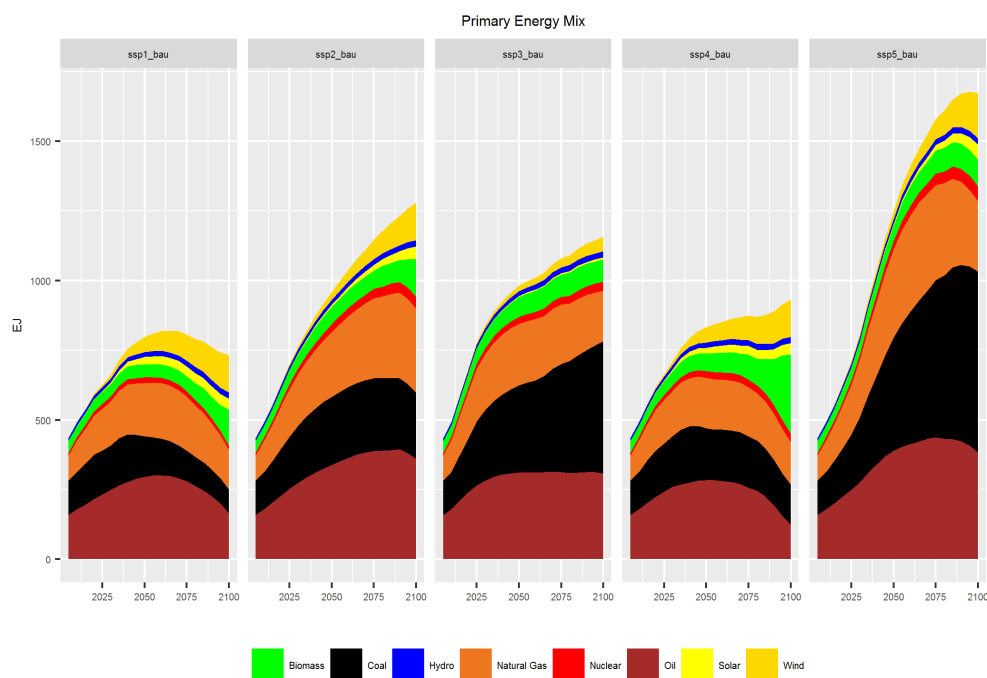 Primary Energy Mix
ssp1_bau ssp2_bau ssp3_bau ssp4_bau ssp5_bau
1500
1000
EJ
500
0
2025 2050 2075 2100 2025 2050 2075 2100 2025 2050 2075 2100 2025 2050 2075 2100 2025 2050 2075 2100
Biomass Coal Hydro Natural Gas Nuclear Oil Solar Wind